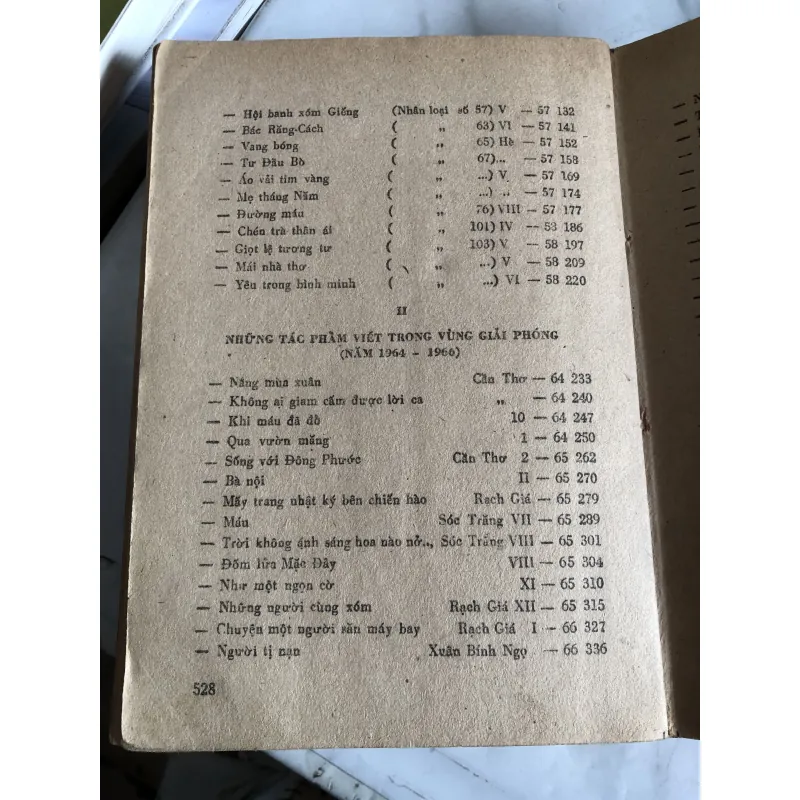 — Hội banh xóm Giếng (Nhân loại số 57) V — 57 132
— Bác Răng-Cách ( „ 63) VI — 57 141
— Vang bóng ( „ 65) Hè — 57 152
— Tư Đầu Bò ( „ 67)... — 57 158
— Áo vải tim vàng ( „ ...) V — 57 169
— Mẹ tháng Năm ( „ ...) .. — 57 174
— Đường máu ( „ 76) VIII — 57 177
— Chén trà thân ái ( „ 101) IV — 53 186
— Giọt lệ tương tư ( „ 103) V — 58 197
— Mái nhà thơ ( „ ...) V — 58 209
— Yêu trong bình minh ( „ ...) VI — 58 220
II
NHỮNG TÁC PHẨM VIẾT TRONG VÙNG GIẢI PHÓNG
(NĂM 1964 - 1966)
— Nắng mùa xuân Cần Thơ — 64 233
— Không ai giam cấm được lời ca „ — 64 240
— Khi máu đã đổ 10 — 64 247
— Qua vườn măng 1 — 64 250
— Sống với Đông Phước Cần Thơ 2 — 65 262
— Bà nội II — 65 270
— Mấy trang nhật ký bên chiến hào Rạch Giá — 65 279
— Máu Sóc Trăng VII — 65 289
— Trời không ánh sáng hoa nào nở.., Sóc Trăng VIII — 65 301
— Đốm lửa Mặc Dây VIII — 65 304
— Như một ngọn cờ XI — 65 310
— Những người cùng xóm Rạch Giá XII — 65 315
— Chuyện một người săn máy bay Rạch Giá I — 66 327
— Người tị nạn Xuân Bính Ngọ — 66 336
528